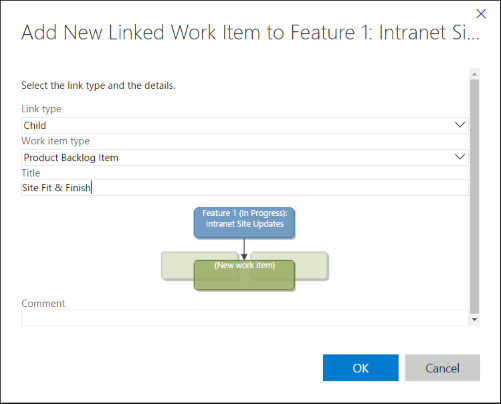 Add New Linked Work Item to Feature 1: Intranet Si...
Select the link type and the details.
Link type
Child
Work item type
Product Backlog Item
Title
Site Fit & Finish
Feature 1 (In Progress):
Intranet Site Updates
(New work item)
Comment
OK
Cancel